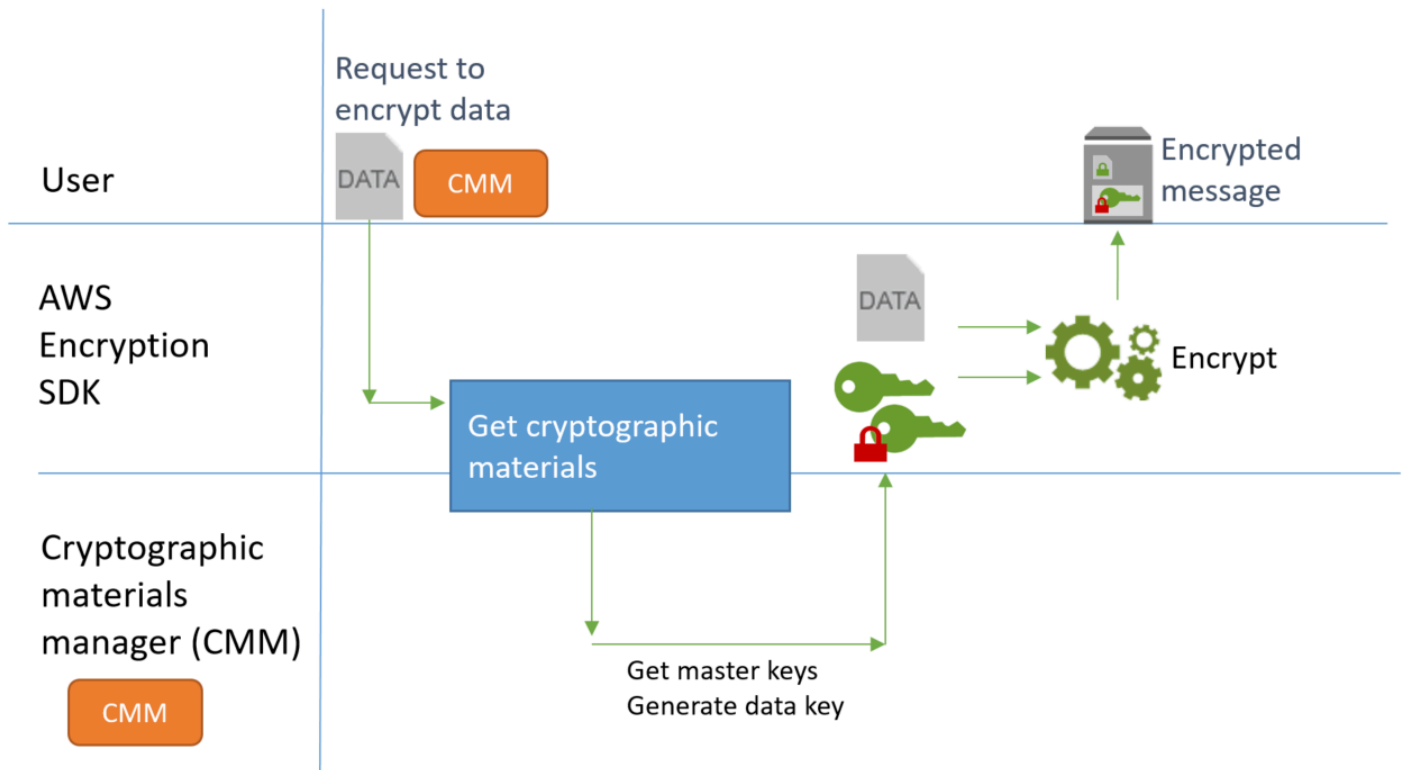 Request to
encrypt data
User
DATA
CMM
Encrypted
message
AWS
Encryption
SDK
DATA
Encrypt
Get cryptographic
materials
Cryptographic
materials
manager (CMM)
CMM
Get master keys
Generate data key